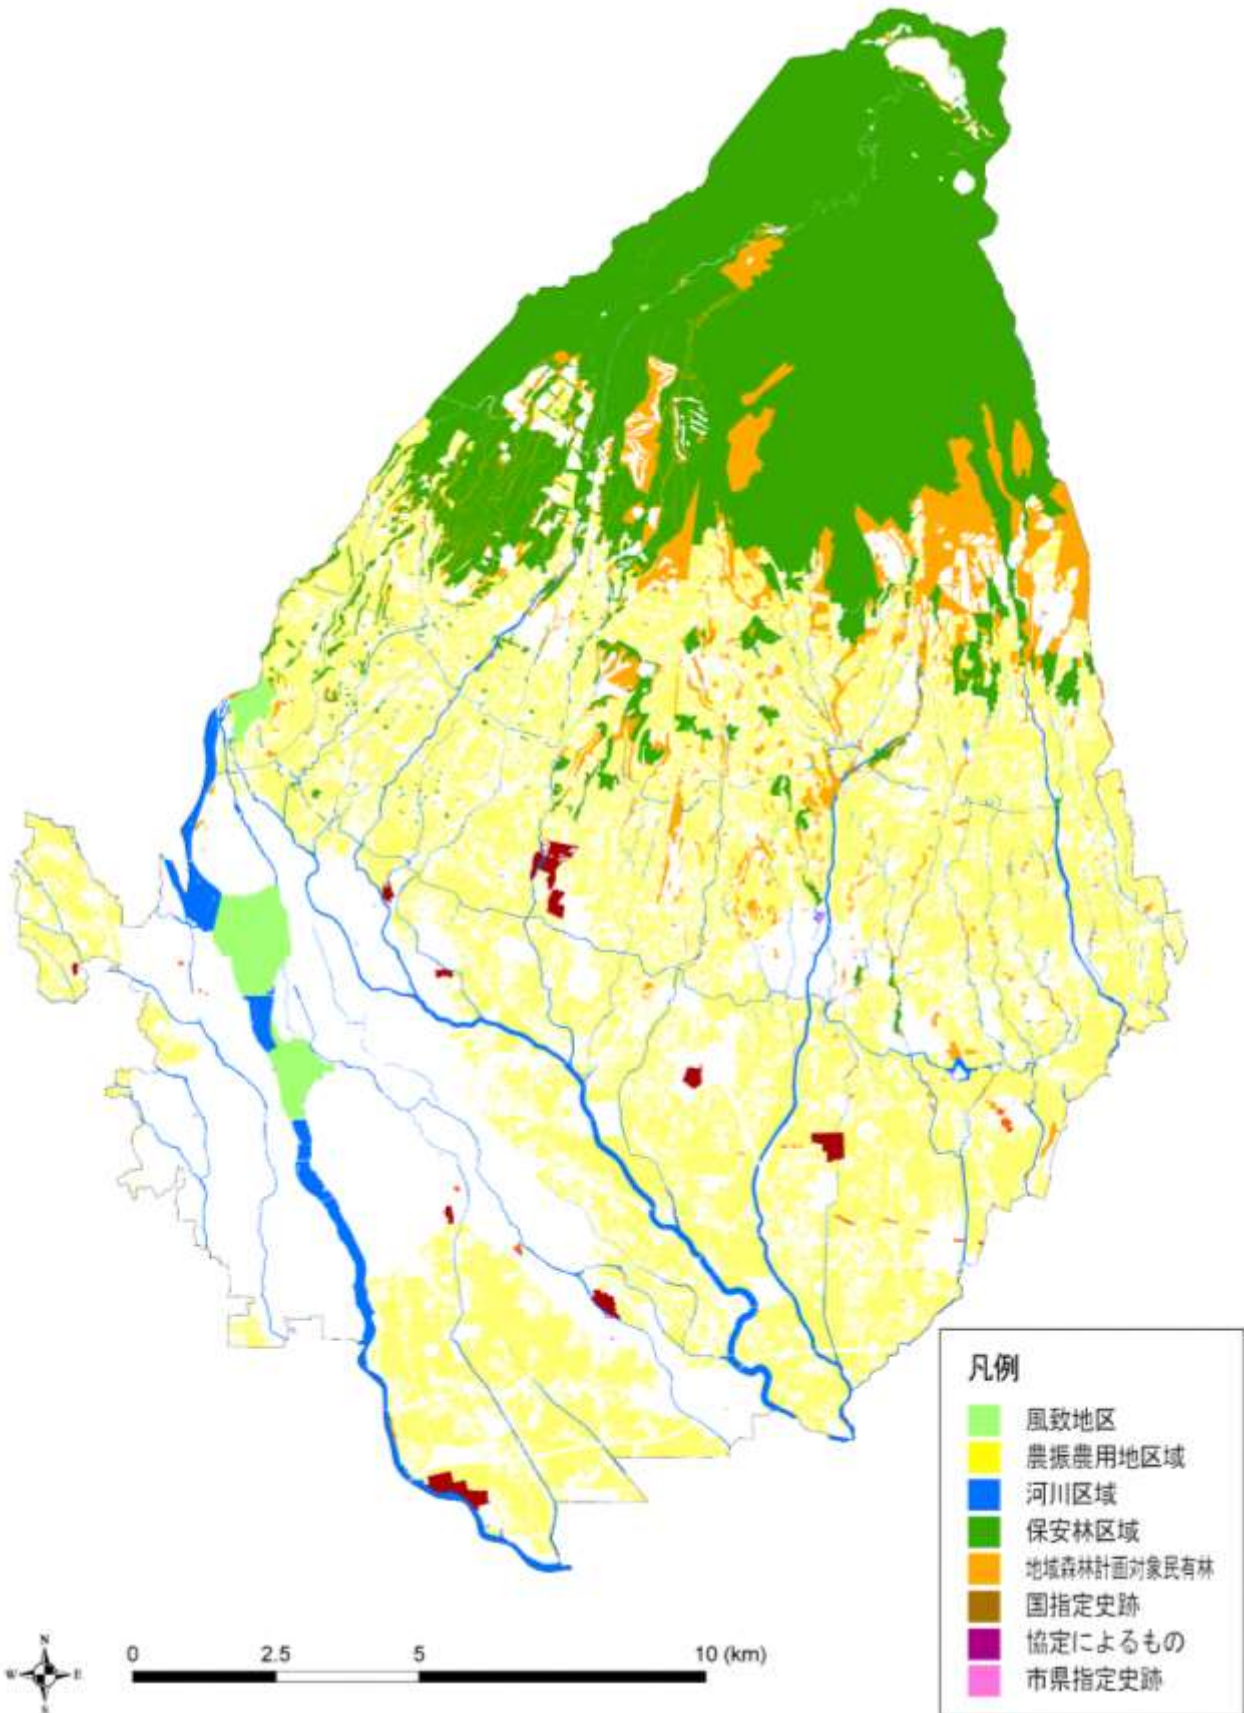 凡例
風致地区
農振農用地区域
河川区域
保安林区域
地域森林計画対象民有林
国指定史跡
協定によるもの
市県指定史跡
N
W E
S
0 2.5 5 10 (km)